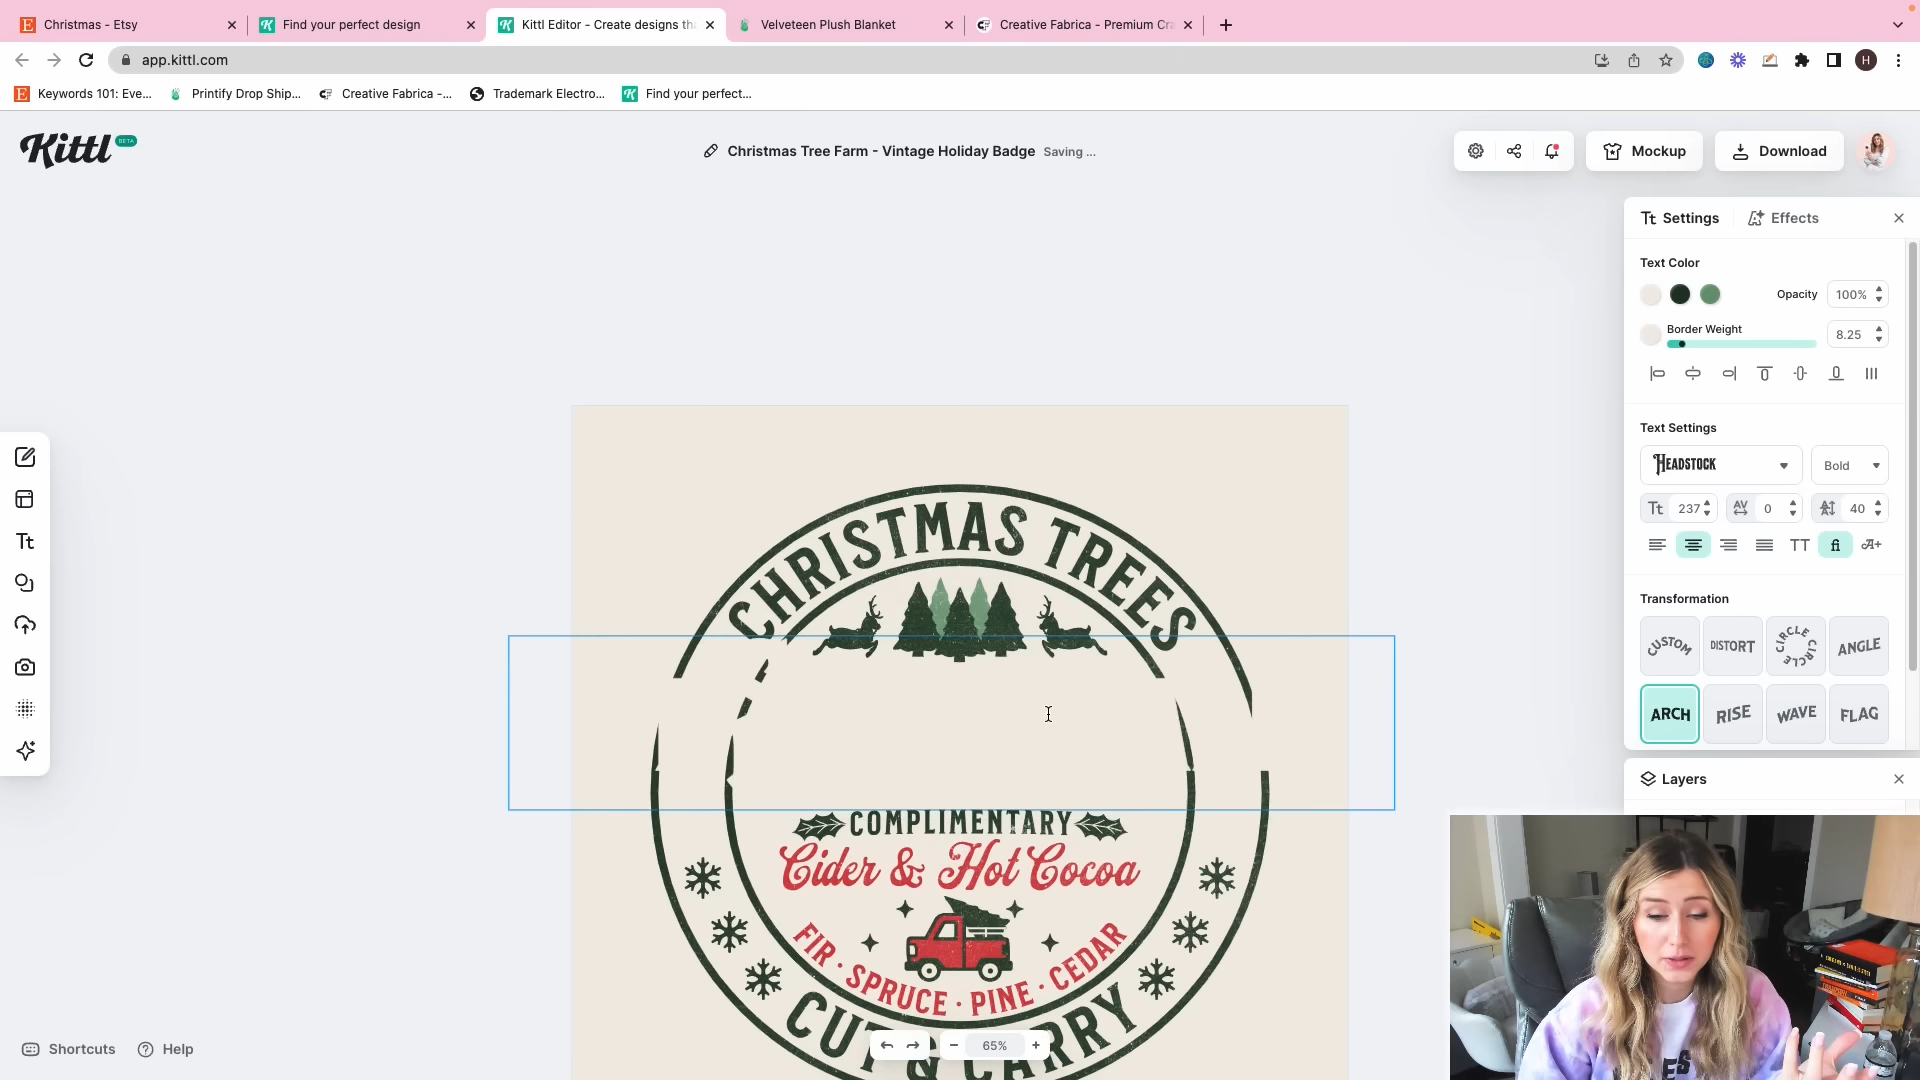 Christmas - Etsy
Find your perfect design
Kittl Editor - Create designs th
Velveteen Plush Blanket
Creative Fabrica - Premium Cra
app.kittl.com
H
Keywords 101: Eve...
Printify Drop Ship...
Creative Fabrica -...
Trademark Electro...
Find your perfect...
Kittl BETA
Christmas Tree Farm - Vintage Holiday Badge Saving ...
Mockup
Download
Settings
Effects
Text Color
Opacity 100%
Border Weight
8.25
Text Settings
HEADSTOCK
Bold
237
0
40
Transformation
CUSTOM
DISTORT
CIRCLE CIRCLE
ANGLE
ARCH
RISE
WAVE
FLAG
Layers
CHRISTMAS TREES
COMPLIMENTARY
Cider & Hot Cocoa
FIR · SPRUCE · PINE · CEDAR
CUT & CARRY
Shortcuts
Help
65%